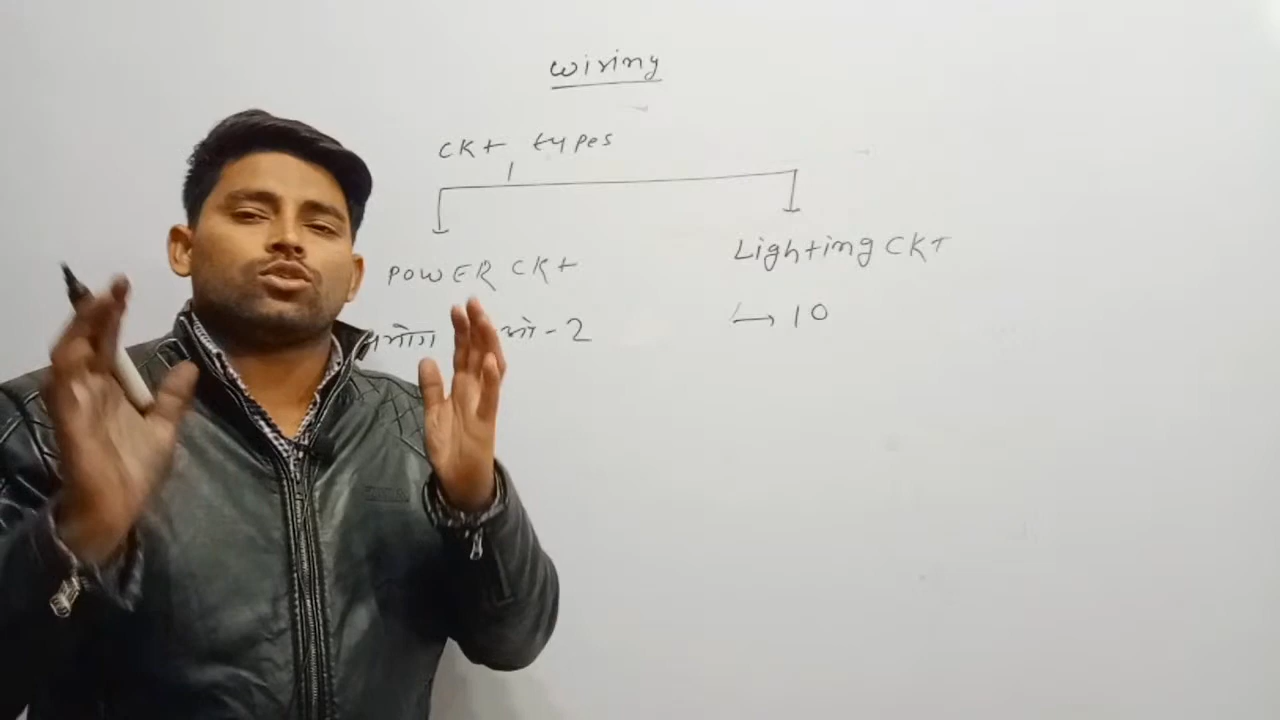 Wiring
CKt types
POWER CKt
Lighting CKT
- 2
→ 10